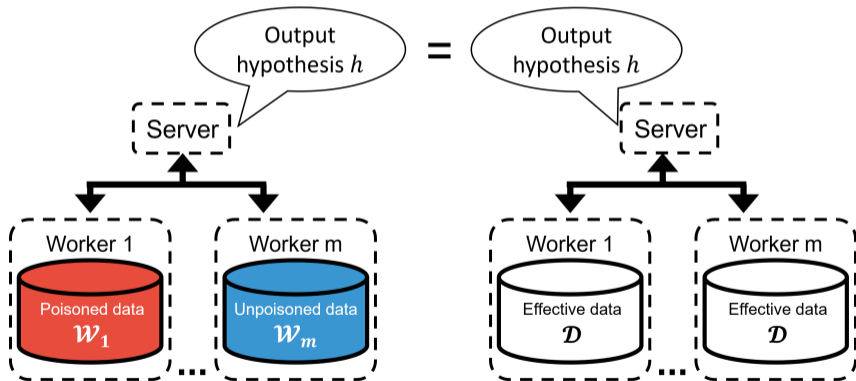 Output
hypothesis h
=
Output
hypothesis h
Server
Server
Worker 1
Worker m
Worker 1
Worker m
Poisoned data
𝒲₁
Unpoisoned data
𝒲ₘ
Effective data
𝒟
Effective data
𝒟
...
...